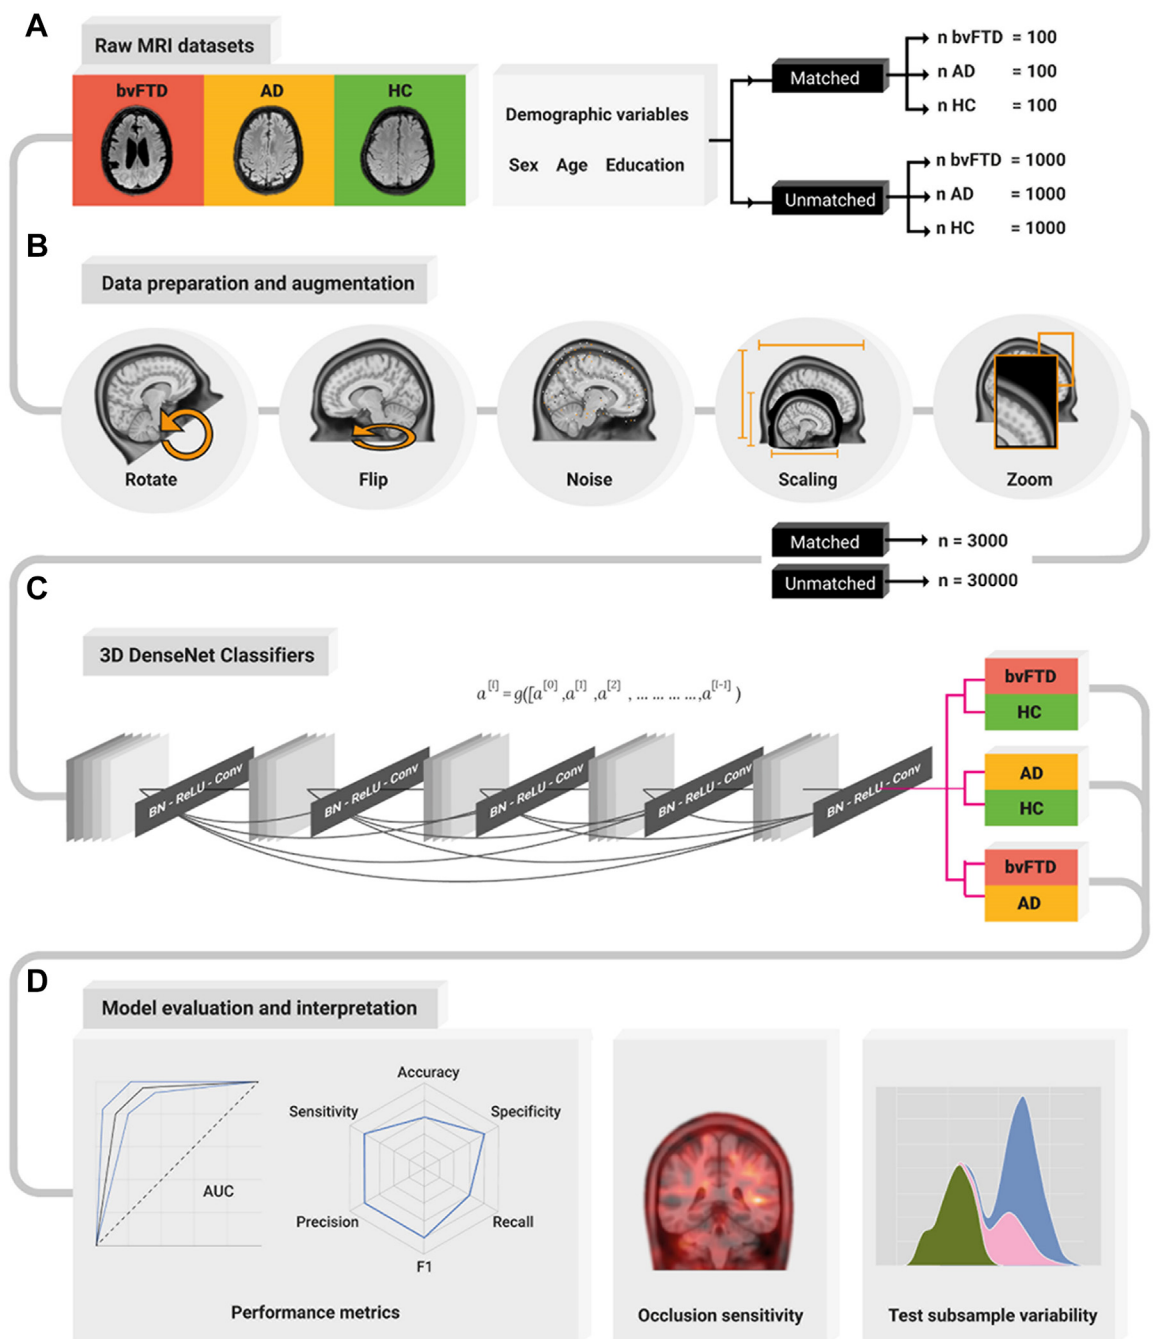 A
Raw MRI datasets
bvFTD AD HC
Demographic variables
Sex Age Education
Matched
n bvFTD = 100
n AD = 100
n HC = 100
Unmatched
n bvFTD = 1000
n AD = 1000
n HC = 1000
B
Data preparation and augmentation
Rotate Flip Noise Scaling Zoom
Matched n = 3000
Unmatched n = 30000
C
3D DenseNet Classifiers
a^[l] = g([a^[0] ,a^[1] ,a^[2] , ... ... ... ...,a^[l-1] )
BN - ReLU - Conv
BN - ReLU - Conv
BN - ReLU - Conv
BN - ReLU - Conv
BN - ReLU - Conv
bvFTD
HC
AD
HC
bvFTD
AD
D
Model evaluation and interpretation
AUC
Accuracy
Sensitivity Specificity
Precision Recall
F1
Performance metrics
Occlusion sensitivity
Test subsample variability